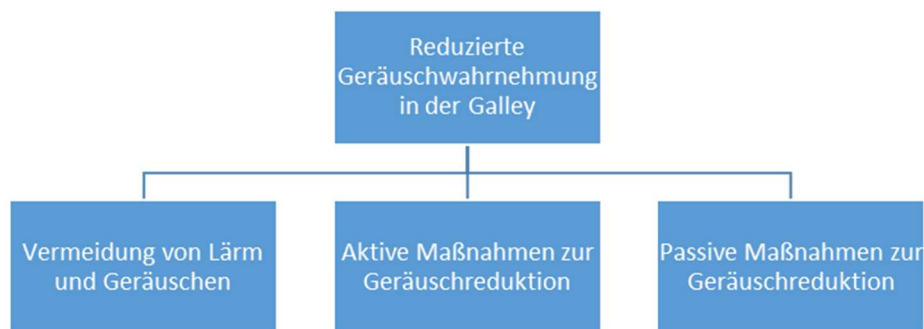 Reduzierte
Geräuschwahrnehmung
in der Galley
Vermeidung von Lärm
und Geräuschen
Aktive Maßnahmen zur
Geräuschreduktion
Passive Maßnahmen zur
Geräuschreduktion